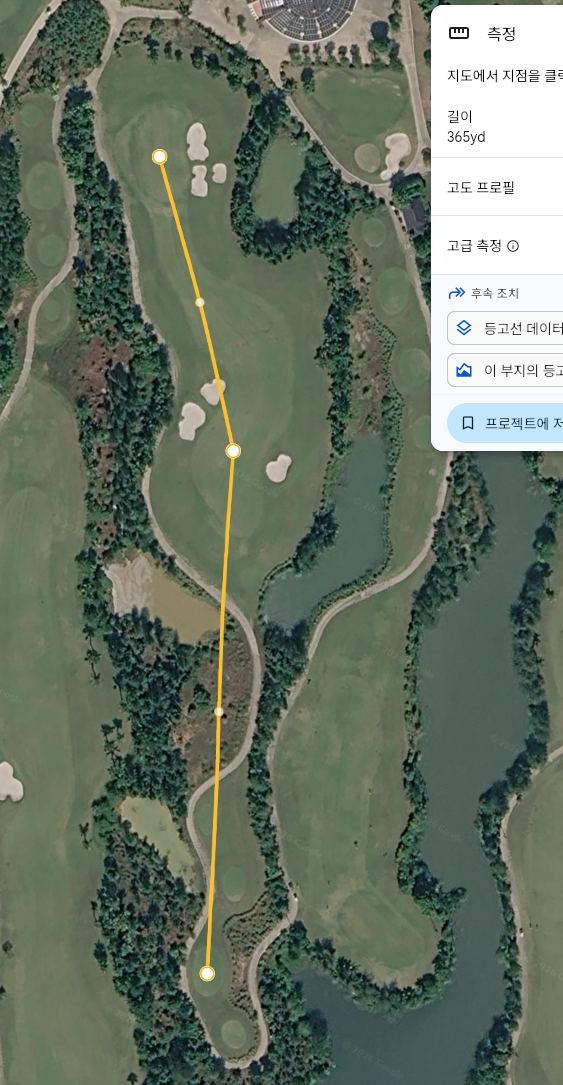 측정
지도에서 지점을 클릭
길이
365yd
고도 프로필
고급 측정
후속 조치
등고선 데이터
이 부지의 등고
프로젝트에 저